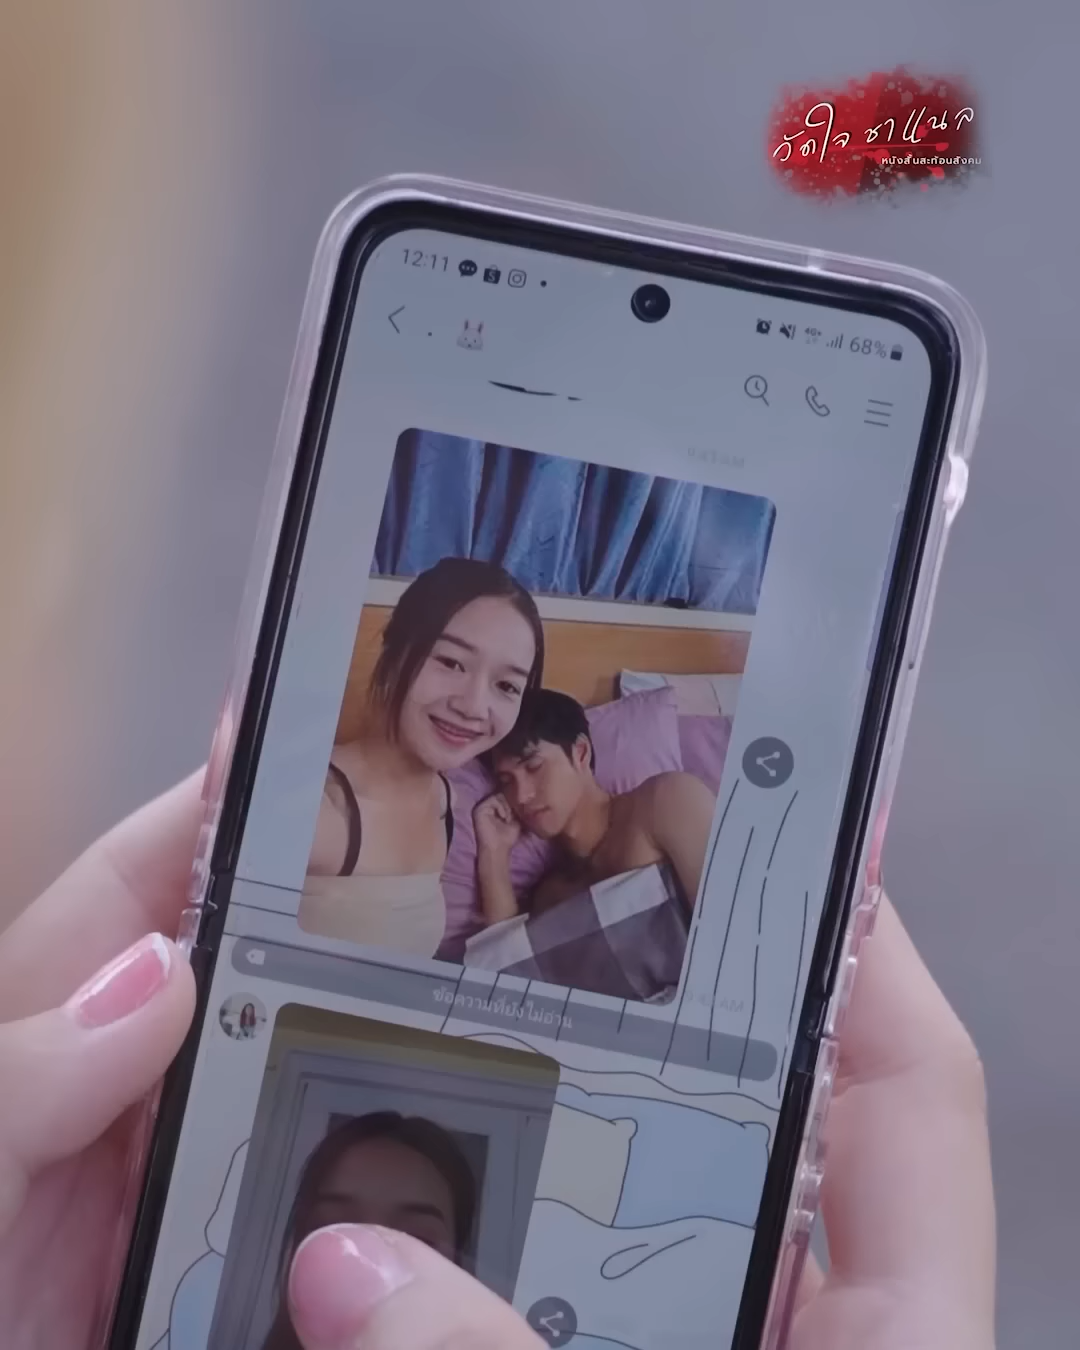 วัดใจ ชาแนล
หนังสั้นสะท้อนสังคม
12:11
4G+
68%
ข้อความที่ยังไม่อ่าน